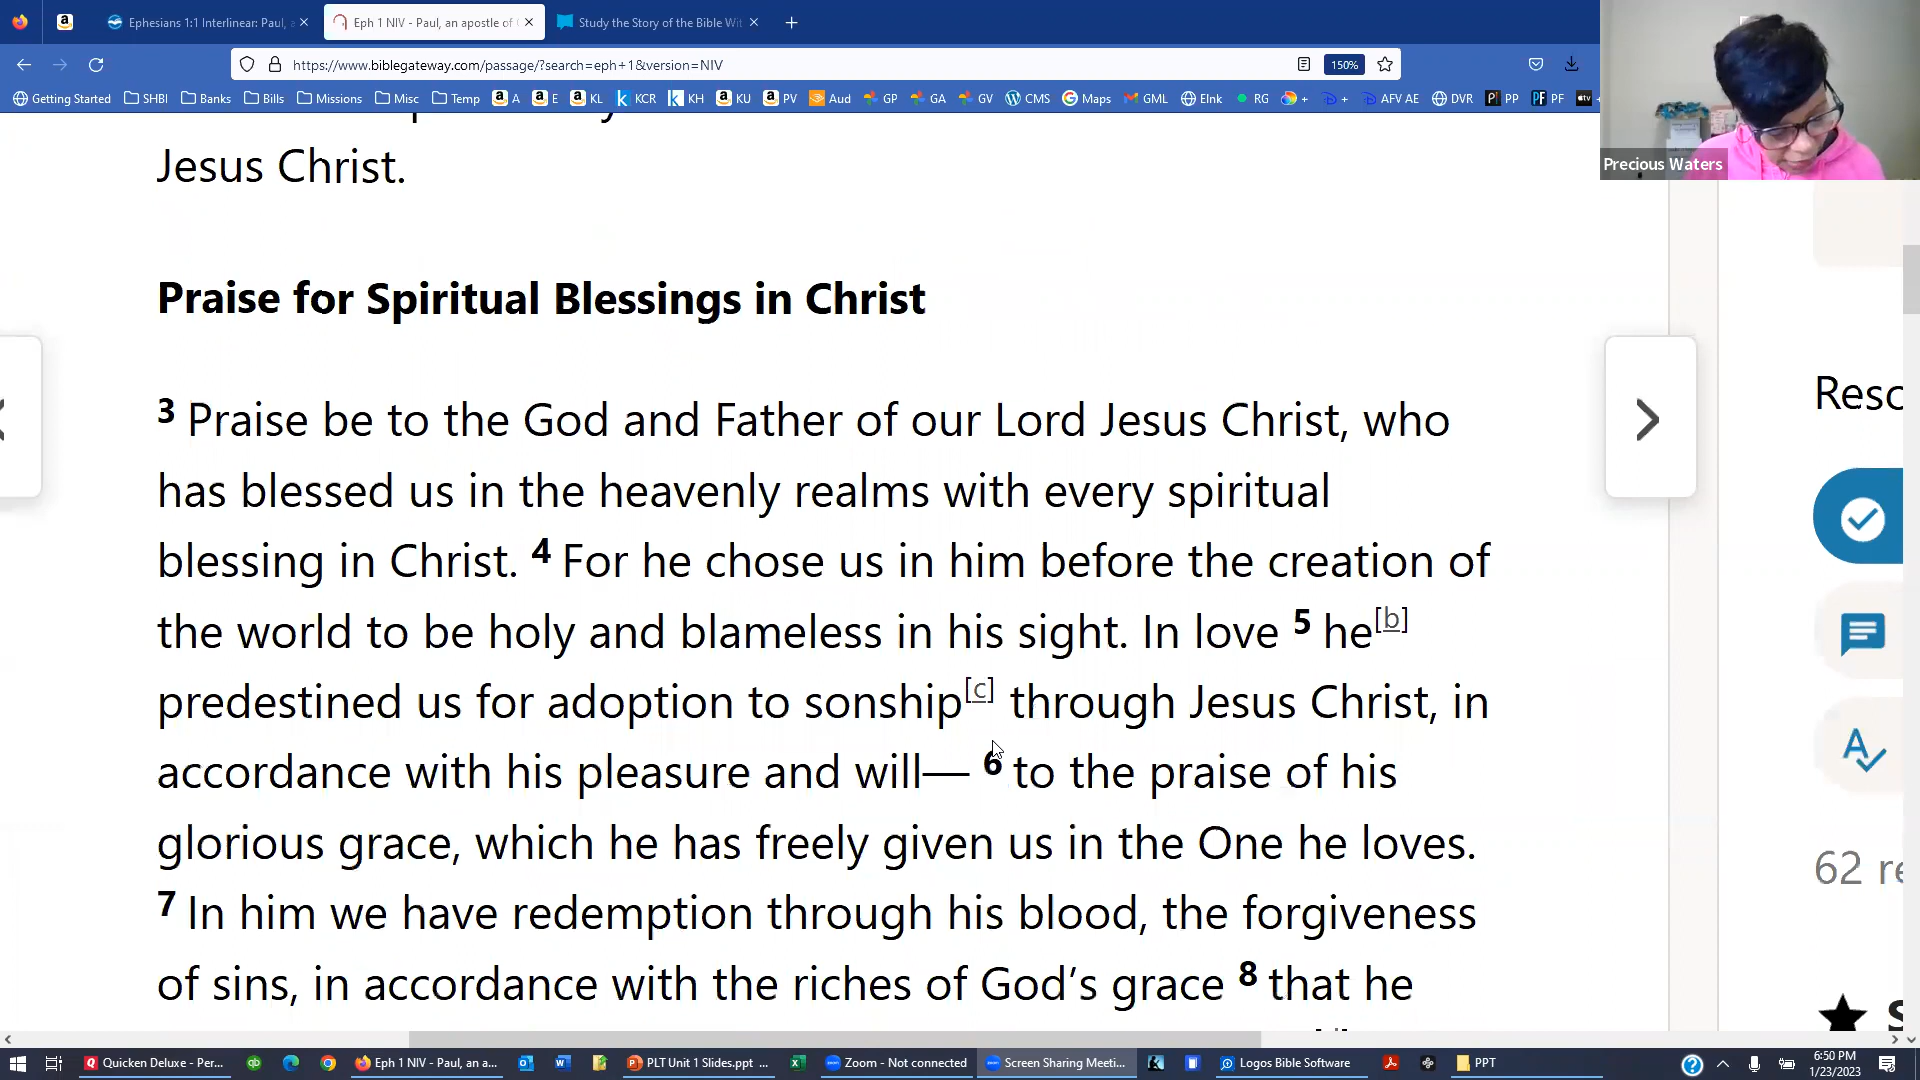 Ephesians 1:1 Interlinear: Paul,
Eph 1 NIV - Paul, an apostle of
Study the Story of the Bible Wit
https://www.biblegateway.com/passage/?search=eph+1&version=NIV
150%
Getting Started SHBI Banks Bills Missions Misc Temp A E KL KCR KH KU PV Aud GP GA GV CMS Maps GML EInk RG + + AFV AE DVR PP PF
Precious Waters
Jesus Christ.
Praise for Spiritual Blessings in Christ
3 Praise be to the God and Father of our Lord Jesus Christ, who
has blessed us in the heavenly realms with every spiritual
blessing in Christ. 4 For he chose us in him before the creation of
the world to be holy and blameless in his sight. In love 5 he[b]
predestined us for adoption to sonship[c] through Jesus Christ, in
accordance with his pleasure and will— 6 to the praise of his
glorious grace, which he has freely given us in the One he loves.
7 In him we have redemption through his blood, the forgiveness
of sins, in accordance with the riches of God's grace 8 that he
Resc
62 re
S
Quicken Deluxe - Per... Eph 1 NIV - Paul, an a... PLT Unit 1 Slides.ppt ... Zoom - Not connected Screen Sharing Meeti... Logos Bible Software PPT
6:50 PM
1/23/2023